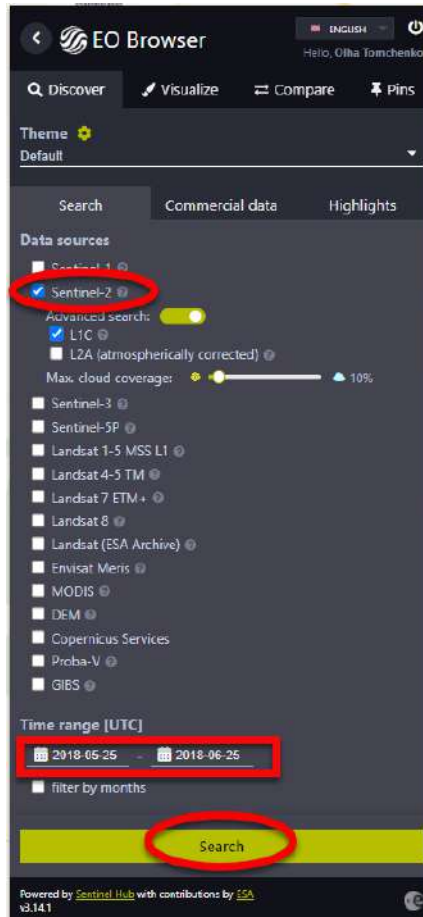 EO Browser
ENGLISH
Hello, Olha Tomchenko
Discover Visualize Compare Pins
Theme
Default
Search Commercial data Highlights
Data sources
Sentinel-1
Sentinel-2
Advanced search:
L1C
L2A (atmospherically corrected)
Max. cloud coverage: 10%
Sentinel-3
Sentinel-5P
Landsat 1-5 MSS L1
Landsat 4-5 TM
Landsat 7 ETM+
Landsat 8
Landsat (ESA Archive)
Envisat Meris
MODIS
DEM
Copernicus Services
Proba-V
GIBS
Time range [UTC]
2018-05-25 - 2018-06-25
filter by months
Search
Powered by Sentinel Hub with contributions by ESA
v3.14.1